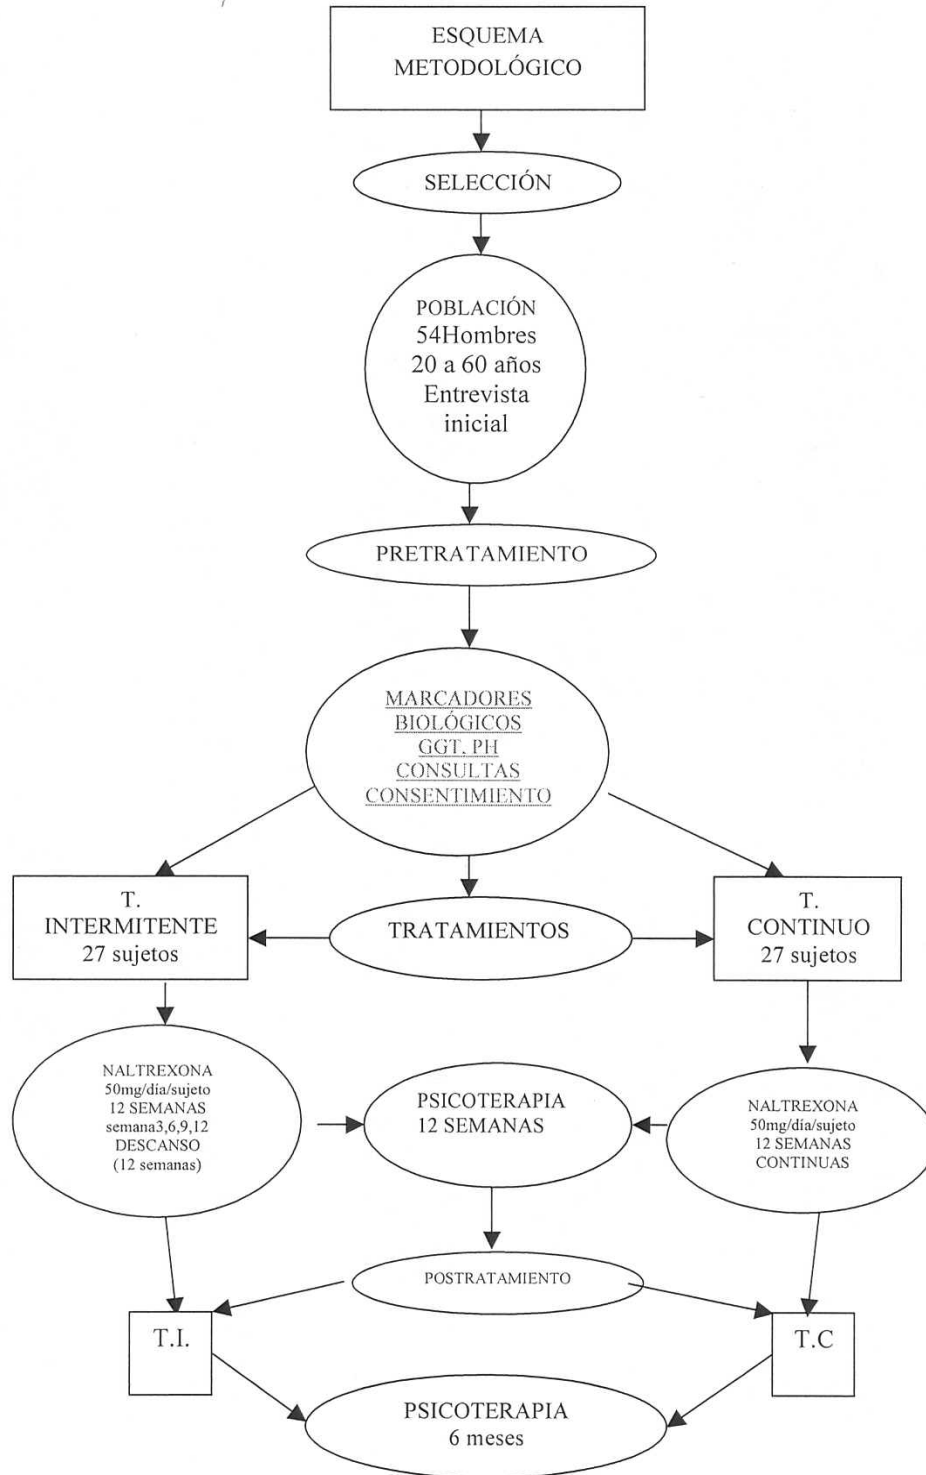 ESQUEMA
METODOLÓGICO
SELECCIÓN
POBLACIÓN
54Hombres
20 a 60 años
Entrevista
inicial
PRETRATAMIENTO
MARCADORES
BIOLÓGICOS
GGT, PH
CONSULTAS
CONSENTIMIENTO
T.
INTERMITENTE
27 sujetos
TRATAMIENTOS
T.
CONTINUO
27 sujetos
NALTREXONA
50mg/día/sujeto
12 SEMANAS
semana3,6,9,12
DESCANSO
(12 semanas)
PSICOTERAPIA
12 SEMANAS
NALTREXONA
50mg/día/sujeto
12 SEMANAS
CONTINUAS
POSTRATAMIENTO
T.I.
T.C
PSICOTERAPIA
6 meses